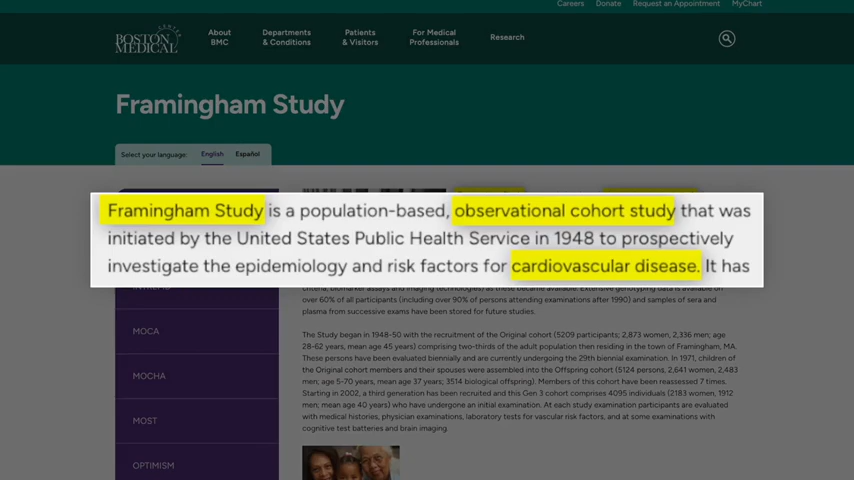 Careers Donate Request an Appointment MyChart
BOSTON CENTER
MEDICAL
About
BMC
Departments
& Conditions
Patients
& Visitors
For Medical
Professionals
Research
Framingham Study
Select your language: English Español
Framingham Study is a population-based, observational cohort study that was
initiated by the United States Public Health Service in 1948 to prospectively
investigate the epidemiology and risk factors for cardiovascular disease. It has
criteria, biomarker assays and imaging technologies) as these became available. Extensive genotyping data is available on
over 60% of all participants (including over 90% of persons attending examinations after 1990) and samples of sera and
plasma from successive exams have been stored for future studies.
MOCA
MOCHA
MOST
OPTIMISM
The Study began in 1948-50 with the recruitment of the Original cohort (5209 participants; 2,873 women, 2,336 men; age
28-62 years, mean age 45 years) comprising two-thirds of the adult population then residing in the town of Framingham, MA.
These persons have been evaluated biennially and are currently undergoing the 29th biennial examination. In 1971, children of
the Original cohort members and their spouses were assembled into the Offspring cohort (5124 persons, 2,641 women, 2,483
men; age 5-70 years, mean age 37 years; 3514 biological offspring). Members of this cohort have been reassessed 7 times.
Starting in 2002, a third generation has been recruited and this Gen 3 cohort comprises 4095 individuals (2183 women, 1912
men; mean age 40 years) who have undergone an initial examination. At each study examination participants are evaluated
with medical histories, physician examinations, laboratory tests for vascular risk factors, and at some examinations with
cognitive test batteries and brain imaging.